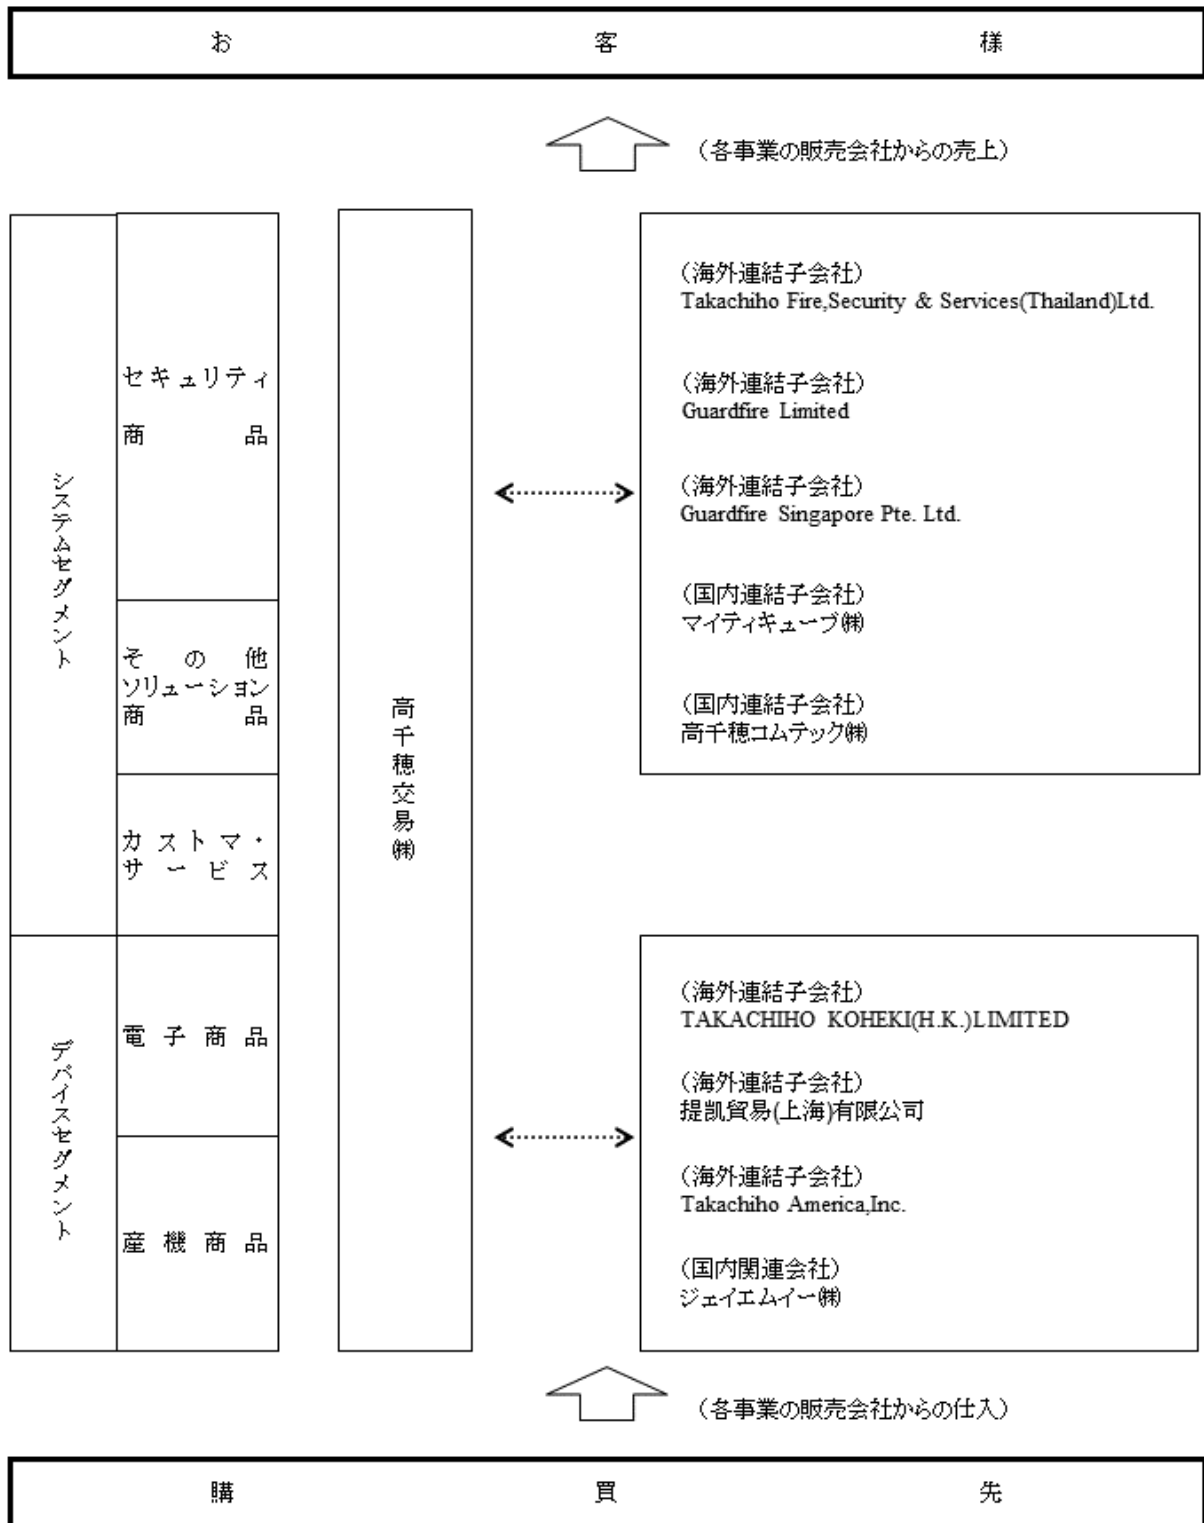 お客様
（各事業の販売会社からの売上）
システムセグメント
セキュリティ
商品
その他
ソリューション
商品
カストマ・
サービス
デバイスセグメント
電子商品
産機商品
高千穂交易㈱
（海外連結子会社）
Takachiho Fire,Security & Services(Thailand)Ltd.
（海外連結子会社）
Guardfire Limited
（海外連結子会社）
Guardfire Singapore Pte. Ltd.
（国内連結子会社）
マイティキューブ㈱
（国内連結子会社）
高千穂コムテック㈱
（海外連結子会社）
TAKACHIHO KOHEKI(H.K.)LIMITED
（海外連結子会社）
提凱貿易(上海)有限公司
（海外連結子会社）
Takachiho America,Inc.
（国内関連会社）
ジェイエムイー㈱
（各事業の販売会社からの仕入）
購買先